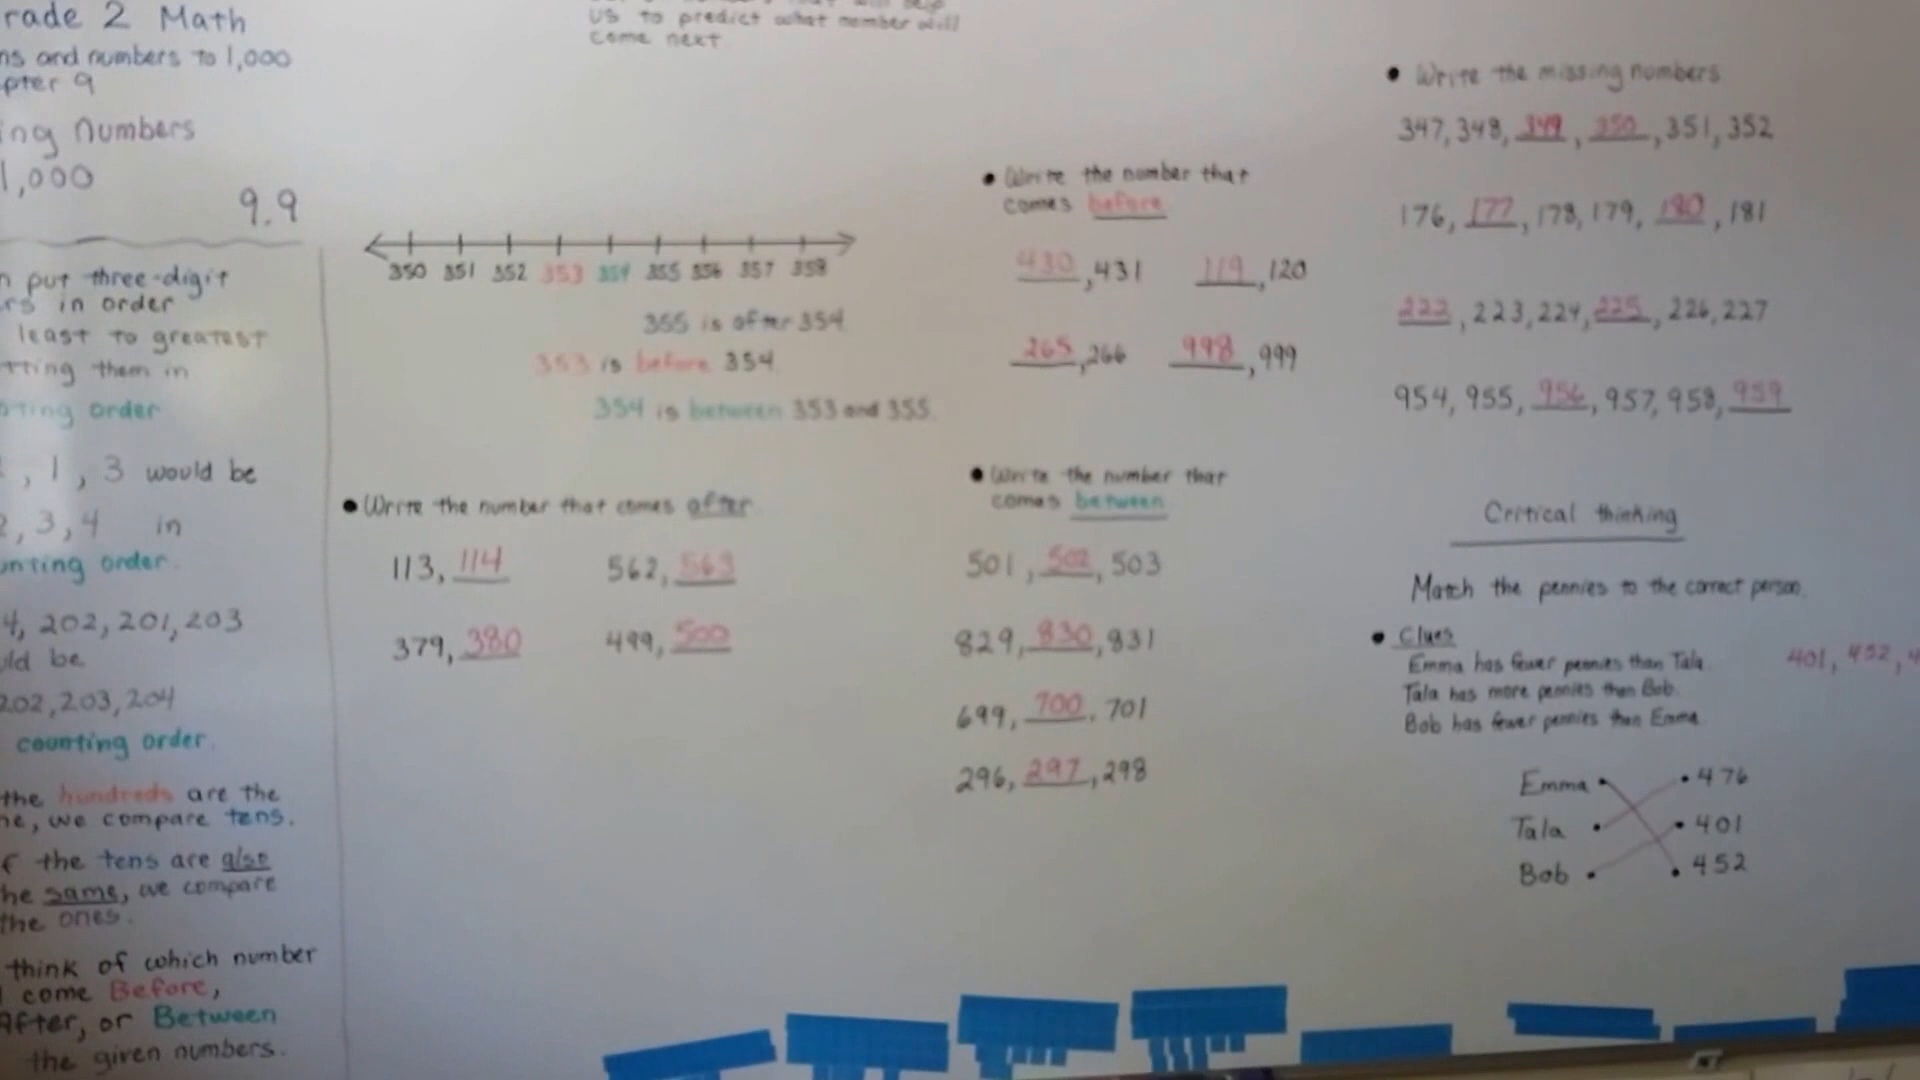 rade 2 Math
ns and numbers to 1,000
pter 9
ing numbers
1,000
9.9
n put three-digit
rs in order
least to greatest
tting them in
order
, 1, 3 would be
2, 3, 4 in
unting order.
4, 202, 201, 203
uld be
202, 203, 204
counting order.
the hundreds are the
me, we compare tens.
f the tens are also
he same, we compare
the ones.
think of which number
come Before,
After, or Between
the given numbers.
us to predict what number will
come next
350 351 352 353 354 355 356 357 358
355 is after 354
353 is before 354.
354 is between 353 and 355.
• Write the number that comes after
113, 114 562, 563
379, 380 499, 500
• Write the number that
comes before
430, 431 119, 120
265, 266 998, 999
• Write the number that
comes between
501, 502, 503
829, 830, 831
699, 700, 701
296, 297, 298
• Write the missing numbers
347, 348, 349, 350, 351, 352
176, 177, 178, 179, 180, 181
222, 223, 224, 225, 226, 227
954, 955, 956, 957, 958, 959
Critical thinking
Match the pennies to the correct person.
• Clues
Emma has fewer pennies than Tala. 401, 452, 4
Tala has more pennies than Bob.
Bob has fewer pennies than Emma.
Emma • • 476
Tala • • 401
Bob • • 452